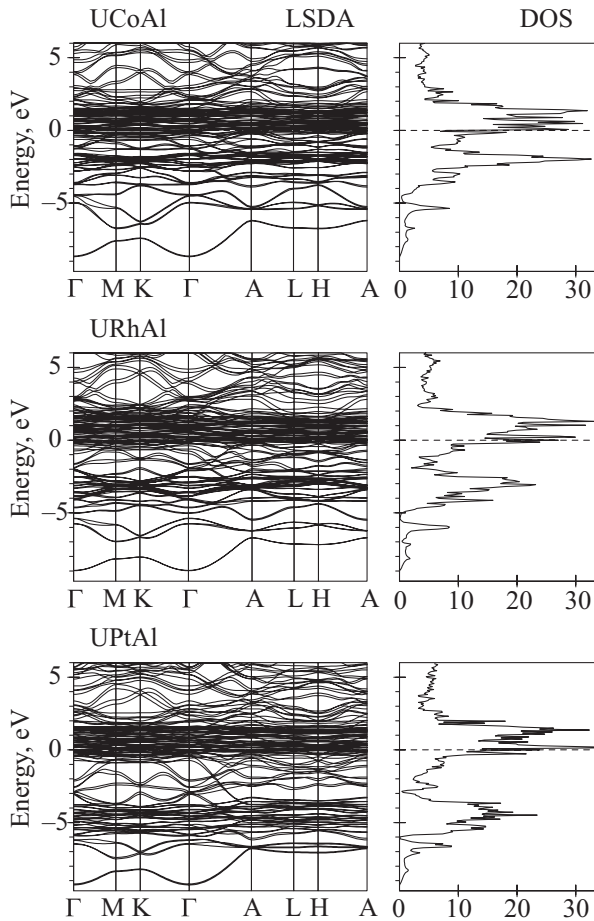 UCoAl LSDA DOS
Energy, eV
5
0
–5
Γ M K Γ A L H A
0 10 20 30
URhAl
Energy, eV
5
0
–5
Γ M K Γ A L H A
0 10 20 30
UPtAl
Energy, eV
5
0
–5
Γ M K Γ A L H A
0 10 20 30